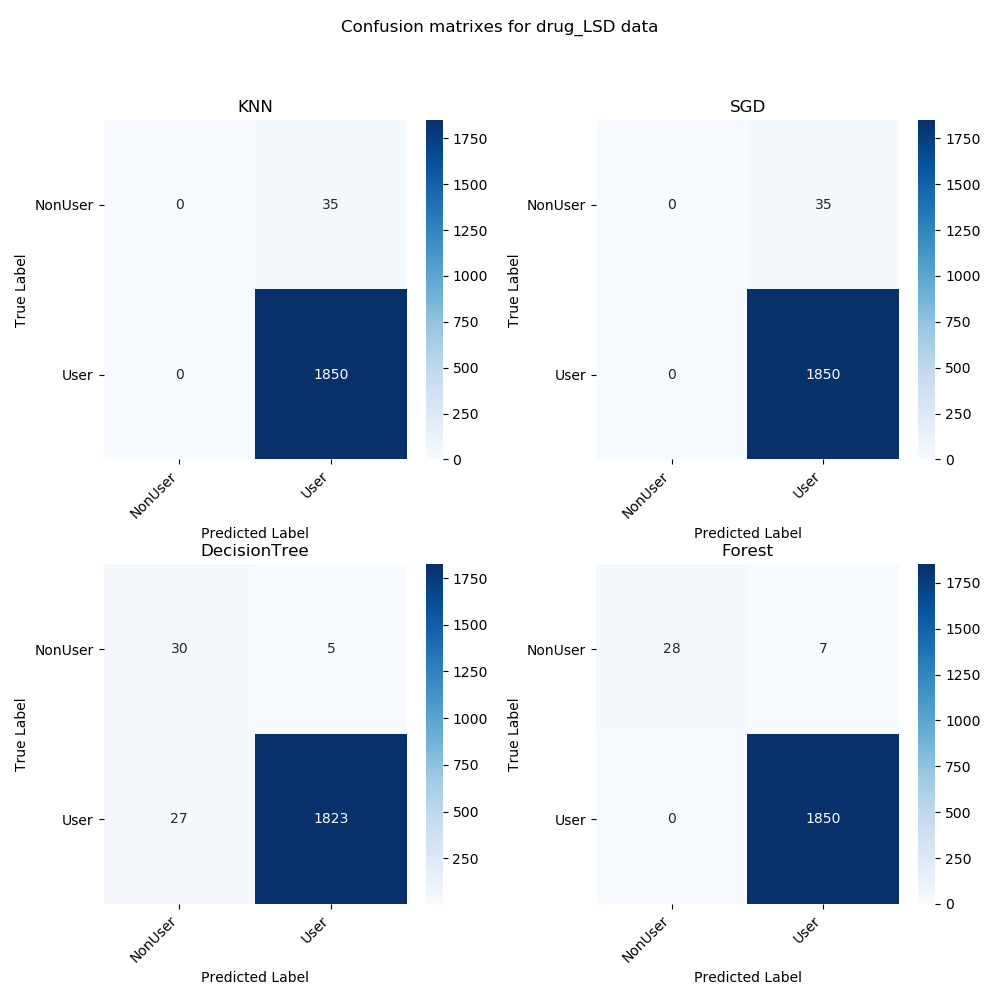 Confusion matrixes for drug_LSD data
KNN
True Label
NonUser
User
0
35
0
1850
NonUser
User
Predicted Label
1750
1500
1250
1000
750
500
250
0
SGD
True Label
NonUser
User
0
35
0
1850
NonUser
User
Predicted Label
1750
1500
1250
1000
750
500
250
0
DecisionTree
True Label
NonUser
User
30
5
27
1823
NonUser
User
Predicted Label
1750
1500
1250
1000
750
500
250
Forest
True Label
NonUser
User
28
7
0
1850
NonUser
User
Predicted Label
1750
1500
1250
1000
750
500
250
0